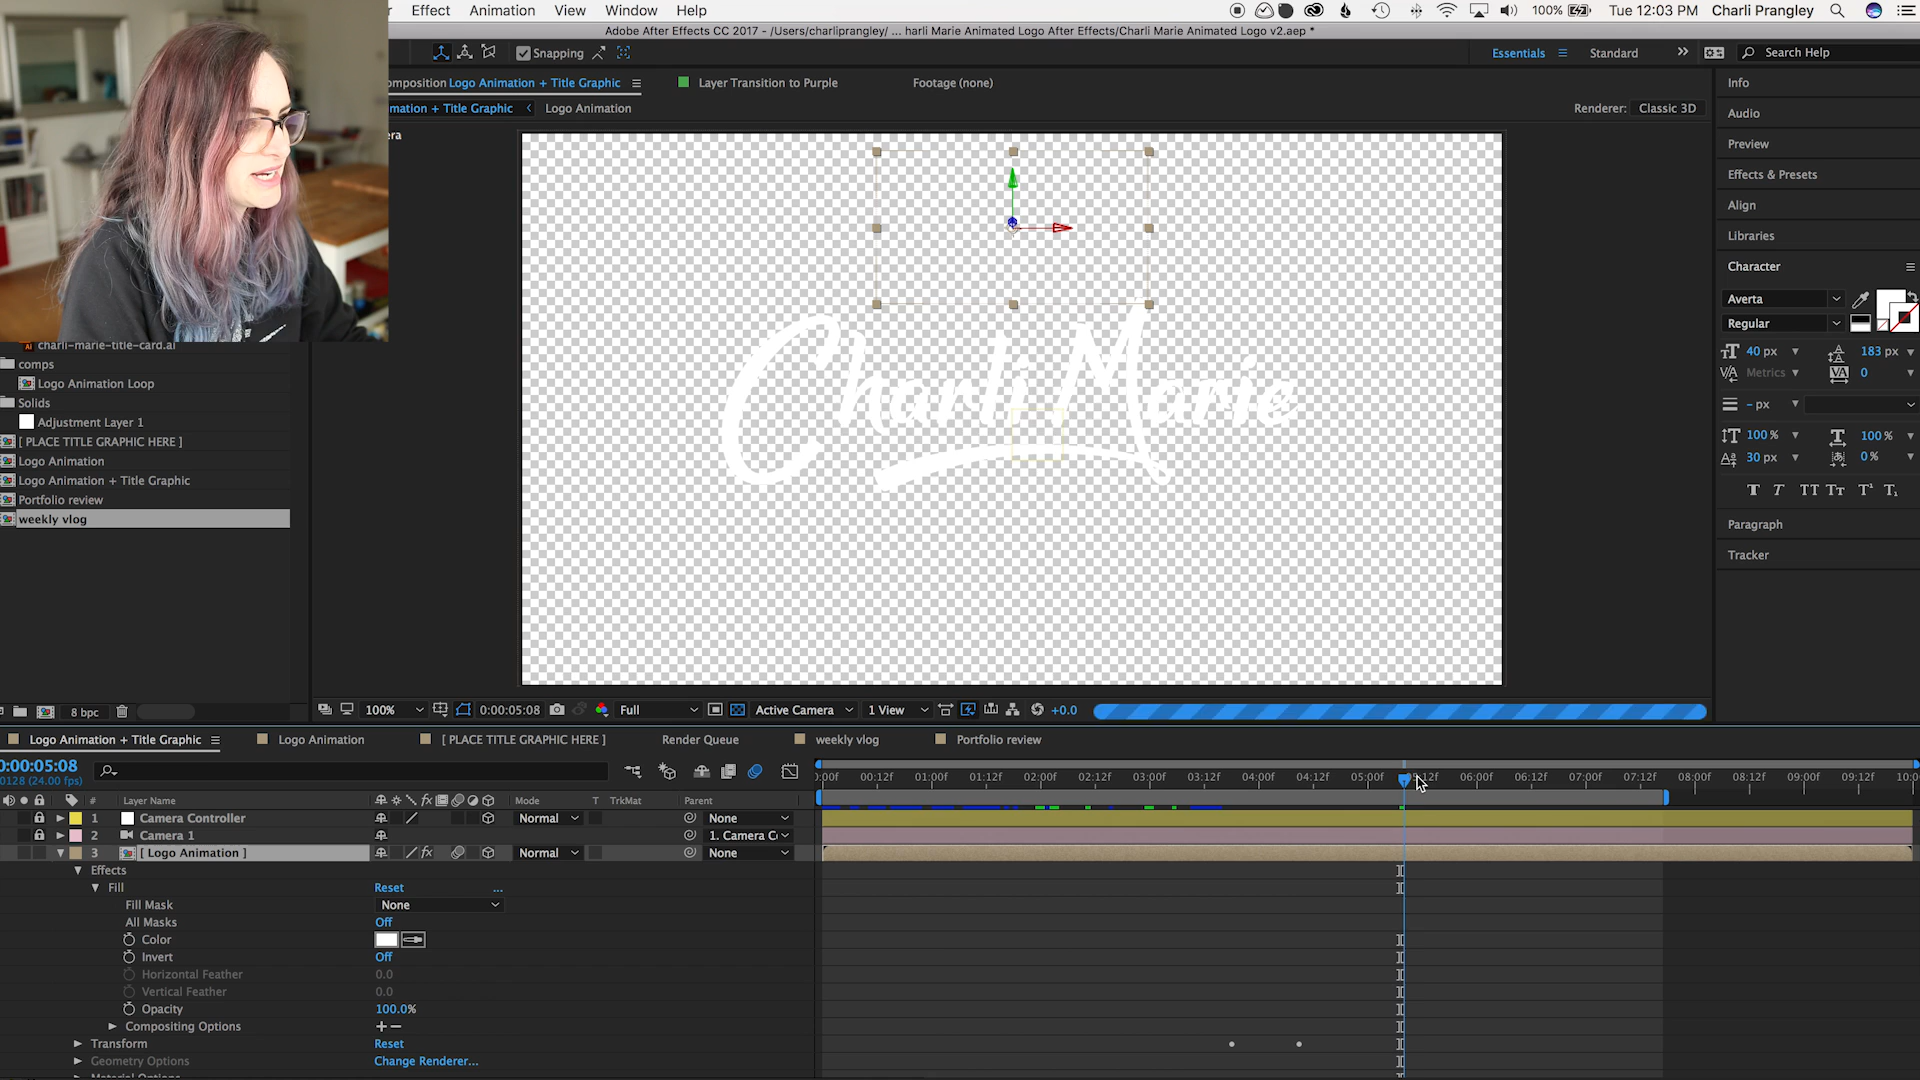 Effect Animation View Window Help 100% Tue 12:03 PM Charli Prangley
Adobe After Effects CC 2017 - /Users/charliprangley/ ... harli Marie Animated Logo After Effects/Charli Marie Animated Logo v2.aep *
Snapping Essentials Standard Search Help
omposition Logo Animation + Title Graphic Layer Transition to Purple Footage (none)
imation + Title Graphic Logo Animation Renderer: Classic 3D
era
Info
Audio
Preview
Effects & Presets
Align
Libraries
Character
Averta
Regular
40 px 183 px
Metrics 0
- px
100 % 100 %
30 px 0 %
T T TT Tt T¹ T₁
Paragraph
Tracker
Charli Marie
charli-marie-title-card.ai
comps
Logo Animation Loop
Solids
Adjustment Layer 1
[ PLACE TITLE GRAPHIC HERE ]
Logo Animation
Logo Animation + Title Graphic
Portfolio review
weekly vlog
8 bpc 100% 0:00:05:08 Full Active Camera 1 View +0.0
Logo Animation + Title Graphic Logo Animation [ PLACE TITLE GRAPHIC HERE ] Render Queue weekly vlog Portfolio review
0:00:05:08
0128 (24.00 fps)
:00f 00:12f 01:00f 01:12f 02:00f 02:12f 03:00f 03:12f 04:00f 04:12f 05:00f 05:12f 06:00f 06:12f 07:00f 07:12f 08:00f 08:12f 09:00f 09:12f 10:0
# Layer Name fx Mode T TrkMat Parent
1 Camera Controller Normal None
2 Camera 1 1. Camera C
3 [ Logo Animation ] fx Normal None
Effects
Fill Reset ...
Fill Mask None
All Masks Off
Color
Invert Off
Horizontal Feather 0.0
Vertical Feather 0.0
Opacity 100.0%
Compositing Options + −
Transform Reset
Geometry Options Change Renderer...